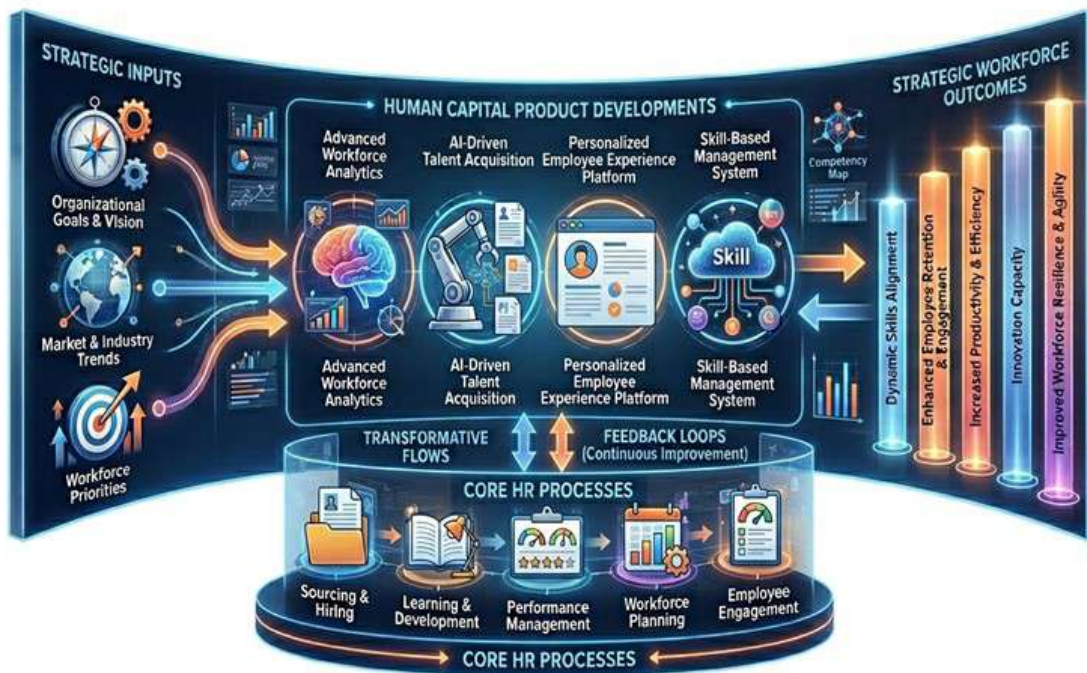 STRATEGIC INPUTS
Organizational
Goals & Vision
Market & Industry
Trends
Workforce
Priorities
HUMAN CAPITAL PRODUCT DEVELOPMENTS
Advanced
Workforce
Analytics
AI-Driven
Talent Acquisition
Personalized
Employee Experience
Platform
Skill-Based
Management
System
Skill
Advanced
Workforce
Analytics
AI-Driven
Talent
Acquisition
Personalized
Employee
Experience Platform
Skill-Based
Management
System
Competency
Map
TRANSFORMATIVE
FLOWS
FEEDBACK LOOPS
(Continuous Improvement)
CORE HR PROCESSES
Sourcing &
Hiring
Learning &
Development
Performance
Management
Workforce
Planning
Employee
Engagement
CORE HR PROCESSES
STRATEGIC WORKFORCE
OUTCOMES
Dynamic Skills Alignment
Enhanced Employee Retention
& Engagement
Increased Productivity & Efficiency
Innovation Capacity
Improved Workforce Resilience & Agility